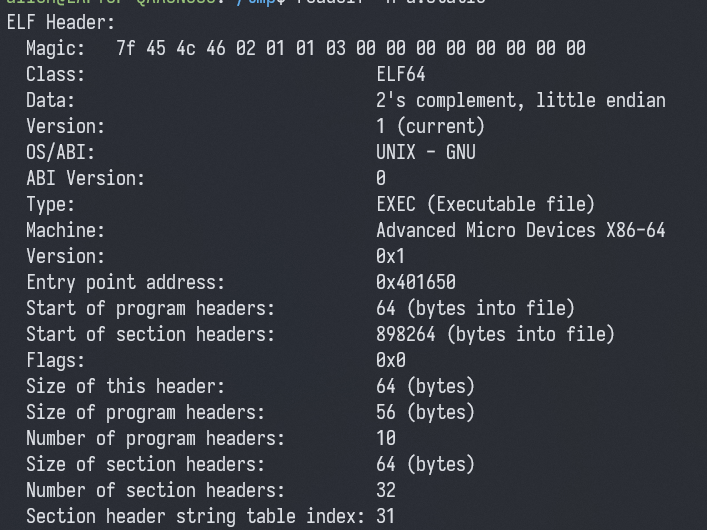 ELF Header:
Magic: 7f 45 4c 46 02 01 01 03 00 00 00 00 00 00 00 00
Class: ELF64
Data: 2's complement, little endian
Version: 1 (current)
OS/ABI: UNIX - GNU
ABI Version: 0
Type: EXEC (Executable file)
Machine: Advanced Micro Devices X86-64
Version: 0x1
Entry point address: 0x401650
Start of program headers: 64 (bytes into file)
Start of section headers: 898264 (bytes into file)
Flags: 0x0
Size of this header: 64 (bytes)
Size of program headers: 56 (bytes)
Number of program headers: 10
Size of section headers: 64 (bytes)
Number of section headers: 32
Section header string table index: 31